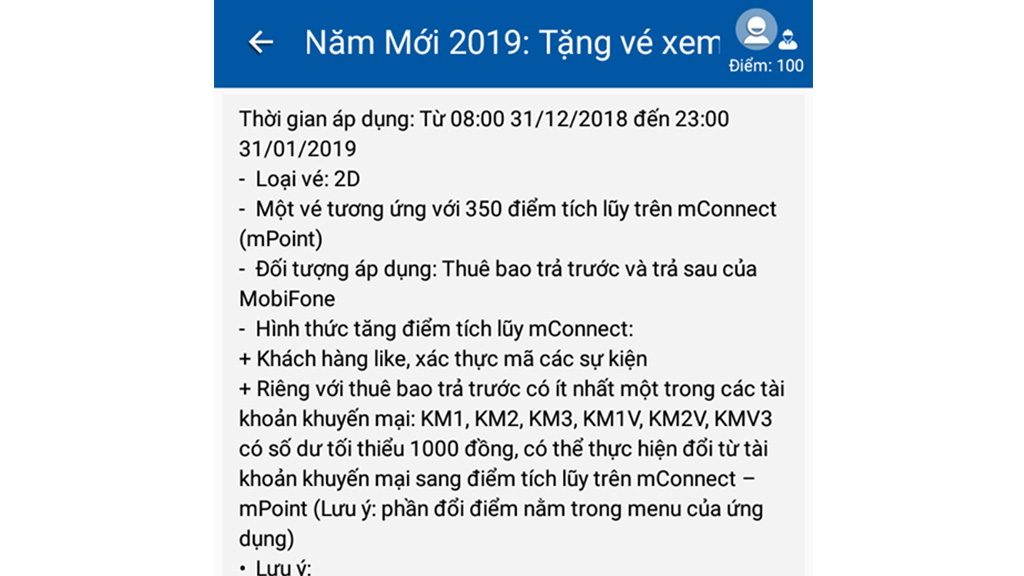 Năm Mới 2019: Tặng vé xem
Điểm: 100
Thời gian áp dụng: Từ 08:00 31/12/2018 đến 23:00
31/01/2019
- Loại vé: 2D
- Một vé tương ứng với 350 điểm tích lũy trên mConnect
(mPoint)
- Đối tượng áp dụng: Thuê bao trả trước và trả sau của
MobiFone
- Hình thức tăng điểm tích lũy mConnect:
+ Khách hàng like, xác thực mã các sự kiện
+ Riêng với thuê bao trả trước có ít nhất một trong các tài
khoản khuyến mại: KM1, KM2, KM3, KM1V, KM2V, KMV3
có số dư tối thiểu 1000 đồng, có thể thực hiện đổi từ tài
khoản khuyến mại sang điểm tích lũy trên mConnect –
mPoint (Lưu ý: phần đổi điểm nằm trong menu của ứng
dụng)
• Lưu ý: